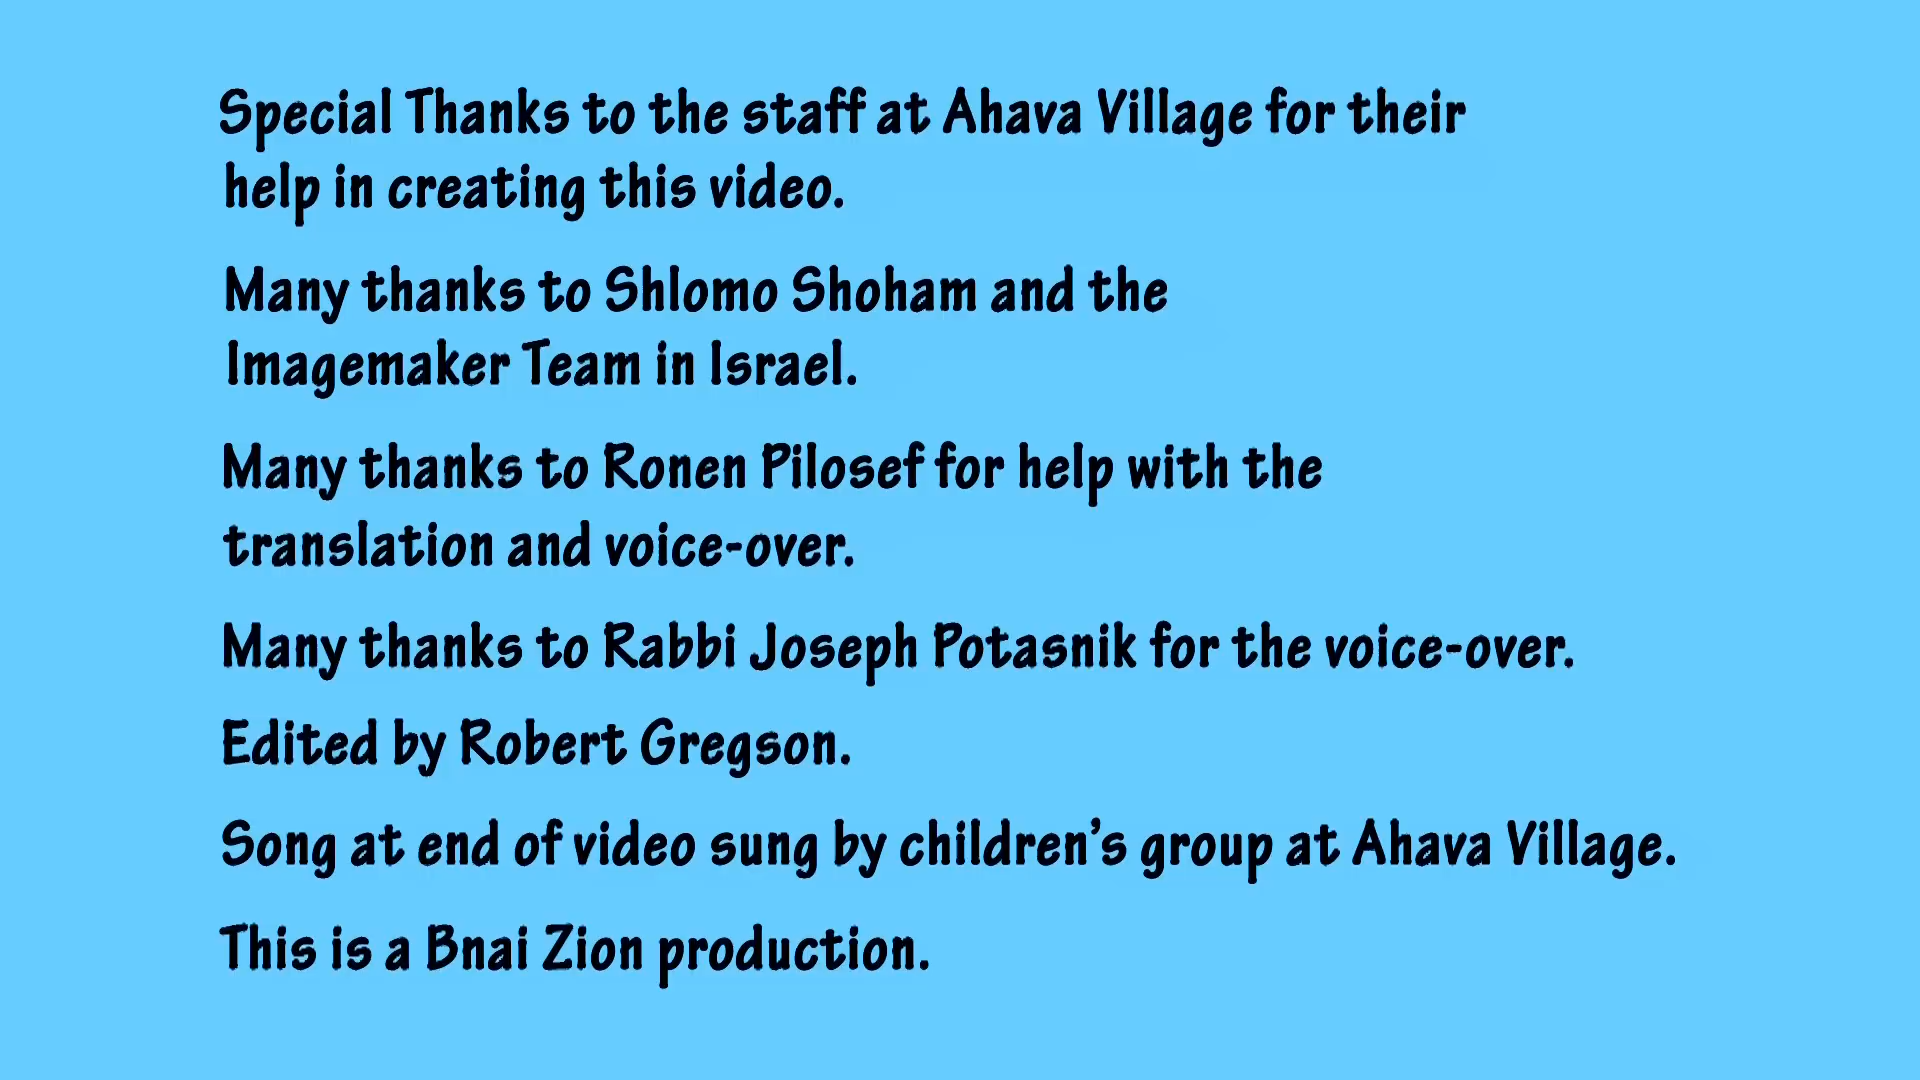 Special Thanks to the staff at Ahava Village for their
help in creating this video.
Many thanks to Shlomo Shoham and the
Imagemaker Team in Israel.
Many thanks to Ronen Pilosef for help with the
translation and voice-over.
Many thanks to Rabbi Joseph Potasnik for the voice-over.
Edited by Robert Gregson.
Song at end of video sung by children’s group at Ahava Village.
This is a Bnai Zion production.